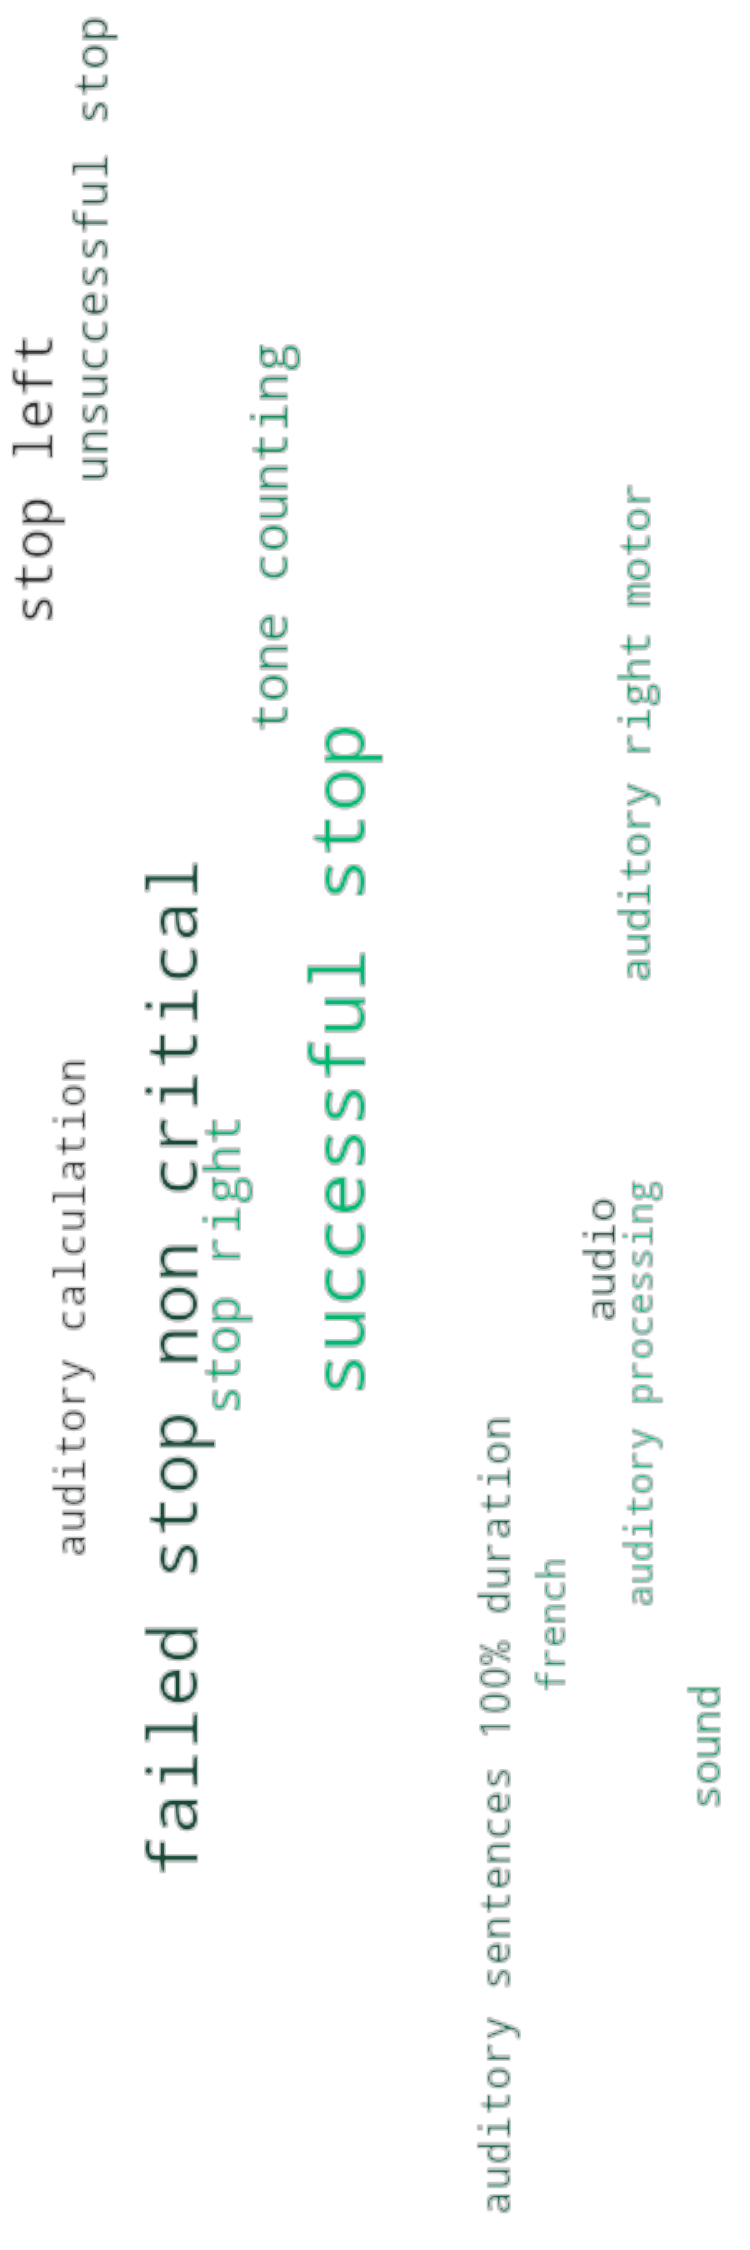 stop left
unsuccessful stop
auditory calculation
failed stop non critical
stop right
tone counting
successful stop
auditory sentences 100% duration
french
audio
auditory right motor
auditory processing
sound